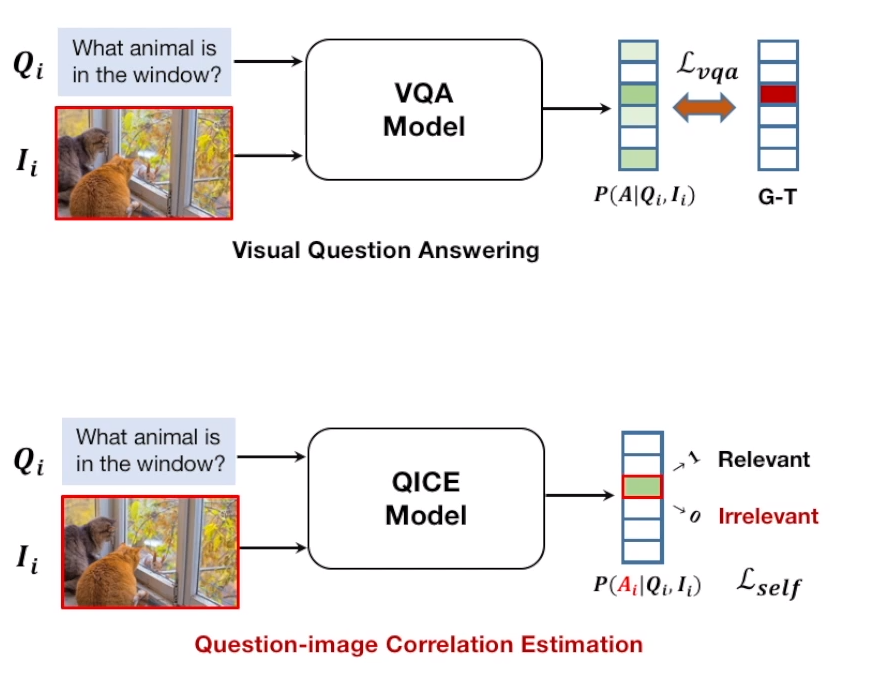 Q_i
What animal is
in the window?
I_i
VQA
Model
P(A|Q_i, I_i)
ℒ_vqa
G-T
Visual Question Answering
Q_i
What animal is
in the window?
I_i
QICE
Model
1
Relevant
0
Irrelevant
P(A_i|Q_i, I_i)
ℒ_self
Question-image Correlation Estimation